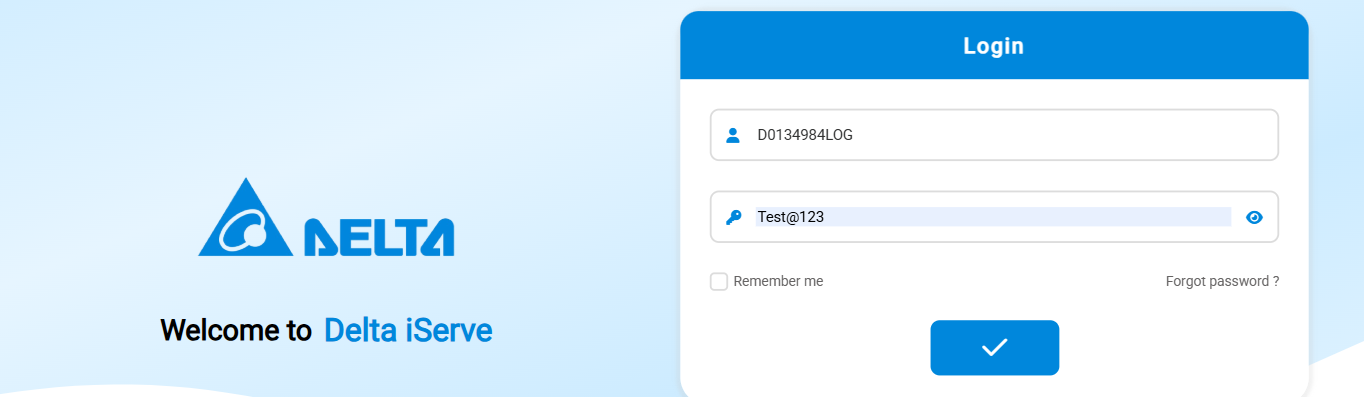 Login
D0134984LOG
Test@123
Remember me
Forgot password ?
DELTA
Welcome to Delta iServe